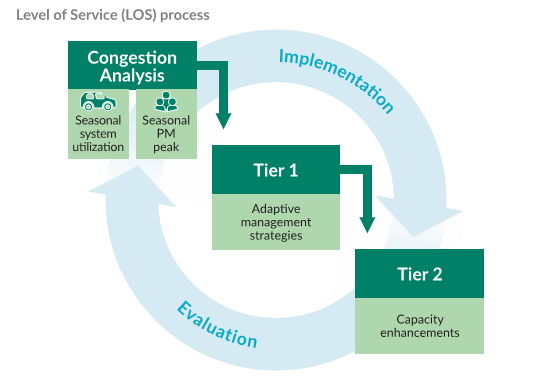 Level of Service (LOS) process
Congestion
Analysis
Seasonal
system
utilization
Seasonal
PM
peak
Implementation
Tier 1
Adaptive
management
strategies
Tier 2
Capacity
enhancements
Evaluation